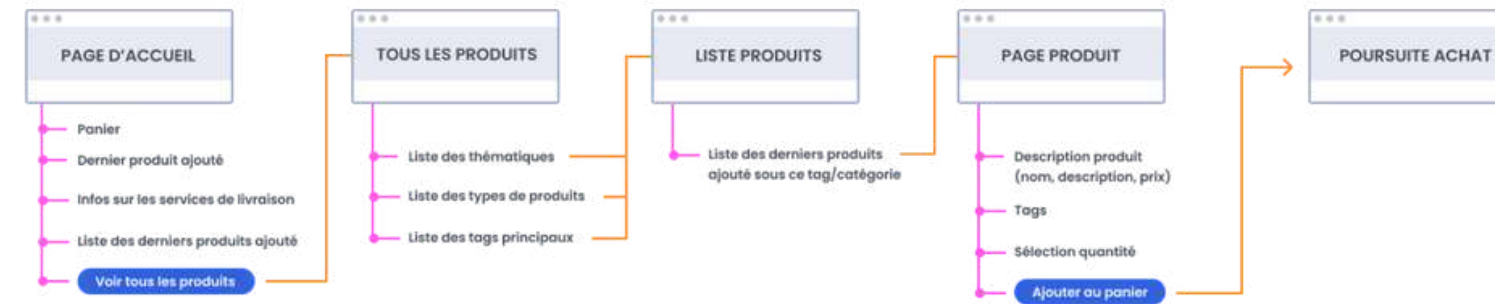 PAGE D'ACCUEIL
Panier
Dernier produit ajouté
Infos sur les services de livraison
Liste des derniers produits ajouté
Voir tous les produits
TOUS LES PRODUITS
Liste des thématiques
Liste des types de produits
Liste des tags principaux
LISTE PRODUITS
Liste des derniers produits
ajouté sous ce tag/catégorie
PAGE PRODUIT
Description produit
(nom, description, prix)
Tags
Sélection quantité
Ajouter au panier
POURSUITE ACHAT